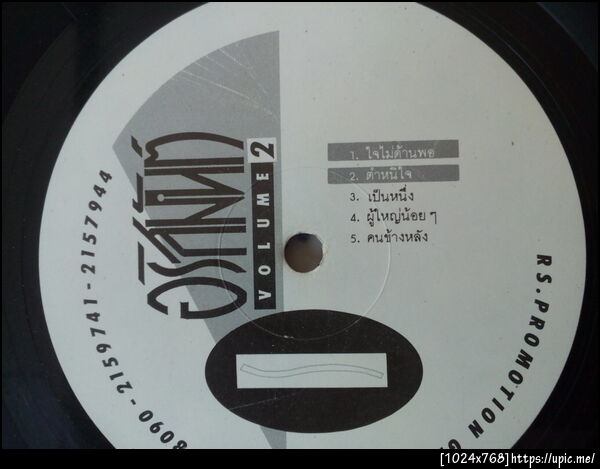 อริสมันต์
VOLUME 2
1. ใจไม่ด้านพอ
2. ตำหนิใจ
3. เป็นหนึ่ง
4. ผู้ใหญ่น้อย ๆ
5. คนข้างหลัง
RS.PROMOTION
8090 - 2159741 - 2157944
[1024x768]https://upic.me/